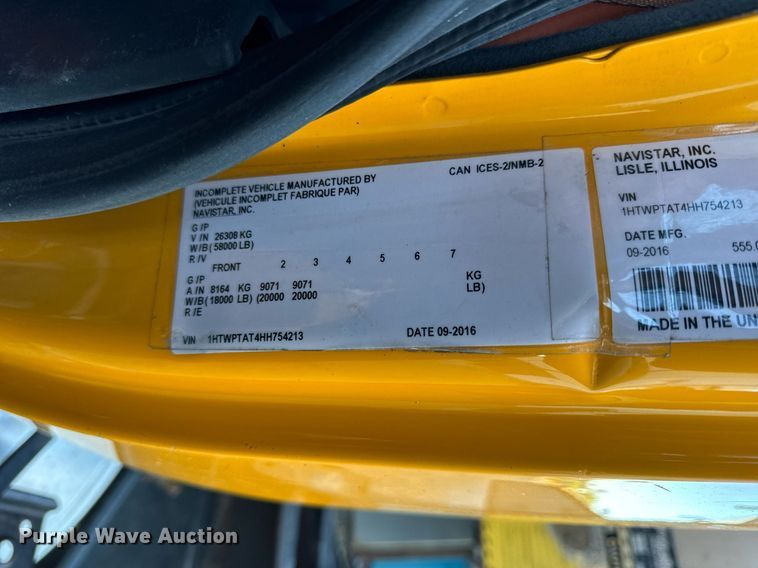 CAN ICES-2/NMB-2
INCOMPLETE VEHICLE MANUFACTURED BY
(VEHICULE INCOMPLET FABRIQUE PAR)
NAVISTAR, INC.
G /P
V /N 26308 KG
W/B( 58000 LB)
R /V
FRONT 2 3 4 5 6 7
G /P
A /N 8164 KG 9071 9071 KG
W/B( 18000 LB) (20000 20000 LB)
R /E
VIN 1HTWPTAT4HH754213 DATE 09-2016
NAVISTAR, INC.
LISLE, ILLINOIS
VIN
1HTWPTAT4HH754213
DATE MFG.
09-2016 555.0
MADE IN THE UN
Purple Wave Auction